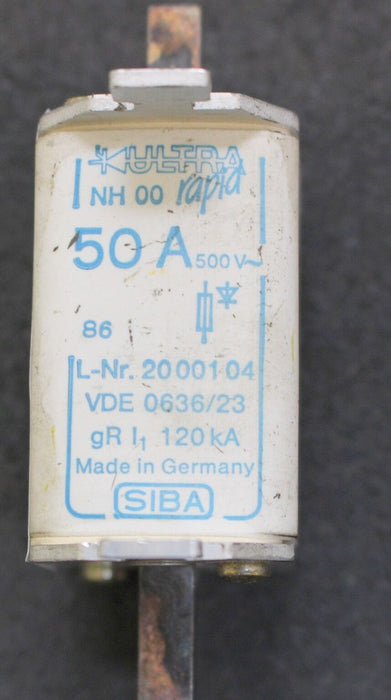 ULTRA
NH 00 rapid
50 A 500 V~
86
L-Nr. 20 001 04
VDE 0636/23
gR I₁ 120 kA
Made in Germany
SIBA